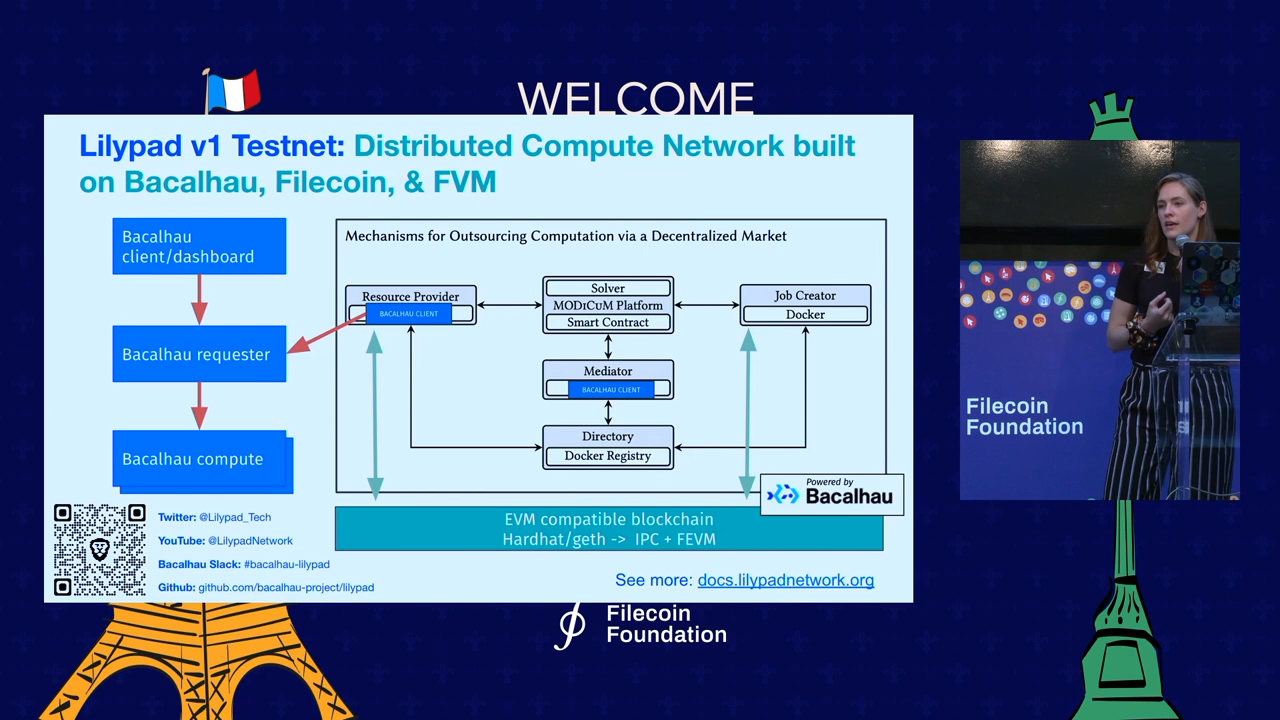 WELCOME
Lilypad v1 Testnet: Distributed Compute Network built
on Bacalhau, Filecoin, & FVM
Bacalhau
client/dashboard
Bacalhau requester
Bacalhau compute
Mechanisms for Outsourcing Computation via a Decentralized Market
Resource Provider
BACALHAU CLIENT
Solver
MODiCuM Platform
Smart Contract
Job Creator
Docker
Mediator
BACALHAU CLIENT
Directory
Docker Registry
Powered by
Bacalhau
EVM compatible blockchain
Hardhat/geth -> IPC + FEVM
Twitter: @Lilypad_Tech
YouTube: @LilypadNetwork
Bacalhau Slack: #bacalhau-lilypad
Github: github.com/bacalhau-project/lilypad
See more: docs.lilypadnetwork.org
Filecoin
Foundation
Filecoin
Foundation